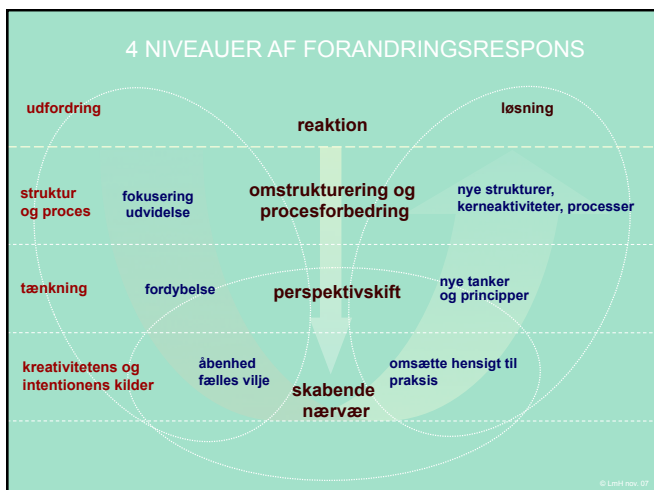 4 NIVEAUER AF FORANDRINGSRESPONS
udfordring
reaktion
løsning
struktur
og proces
fokusering
udvidelse
omstrukturering og
procesforbedring
nye strukturer,
kerneaktiviteter, processer
tænkning
fordybelse
perspektivskift
nye tanker
og principper
kreativitetens og
intentionens kilder
åbenhed
fælles vilje
skabende
nærvær
omsætte hensigt til
praksis
© LmH nov. 07